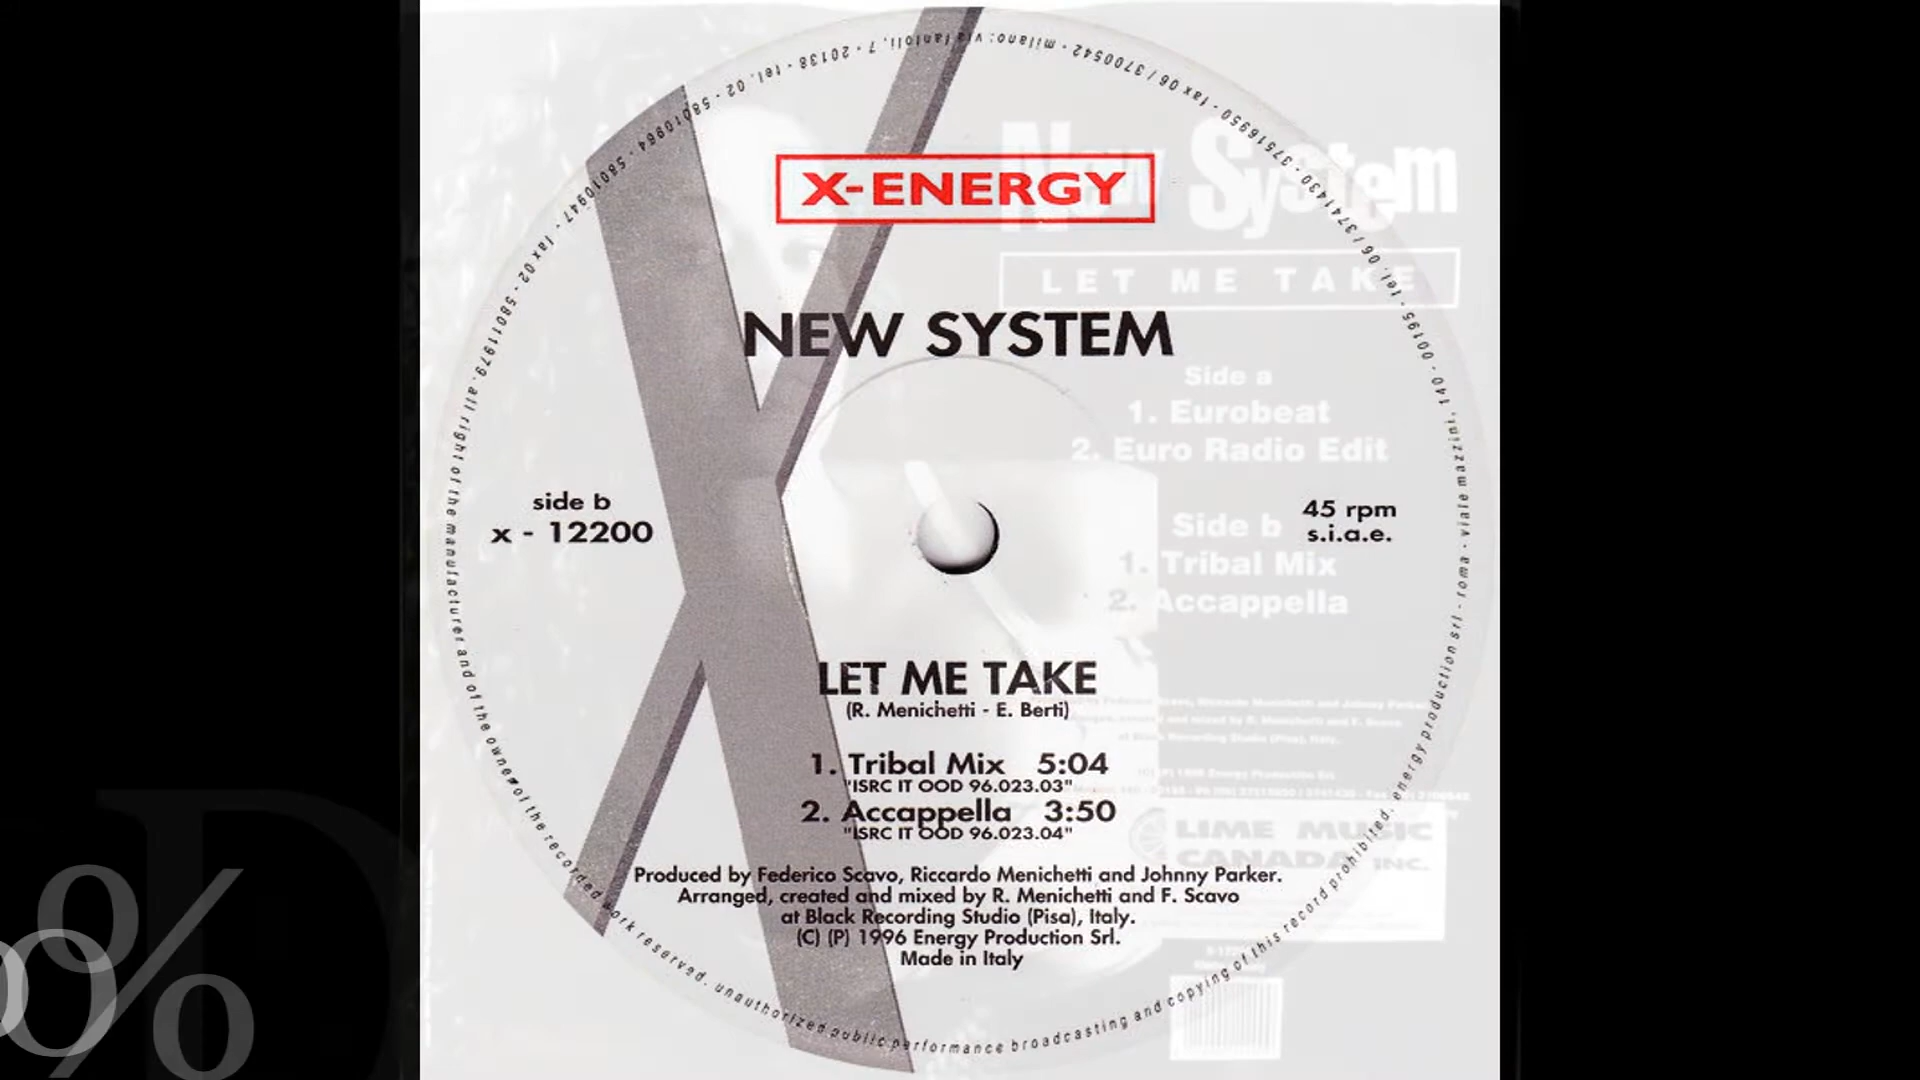 X-ENERGY
New System
LET ME TAKE
NEW SYSTEM
Side a
1. Eurobeat
2. Euro Radio Edit
side b
x - 12200
45 rpm
s.i.a.e.
Side b
1. Tribal Mix
2. Accappella
LET ME TAKE
(R. Menichetti - E. Berti)
1. Tribal Mix 5:04
"ISRC IT OOD 96.023.03"
2. Accappella 3:50
"ISRC IT OOD 96.023.04"
LIME MUSIC
CANADA INC.
Produced by Federico Scavo, Riccardo Menichetti and Johnny Parker.
Arranged, created and mixed by R. Menichetti and F. Scavo
at Black Recording Studio (Pisa), Italy.
(C) (P) 1996 Energy Production Srl.
Made in Italy
all right of the manufacturer and of the owner of the recorded work reserved. unauthorized public performance broadcasting and copying of this record prohibited. energy production srl - roma - viale mazzini, 140 - 00195 - tel. 06/3741430 - 37516950 - fax 06/3700542 - milano: via fantoli, 7 - 20138 - tel. 02 - 58010984 - 58010947 - fax 02 - 58011979.
%